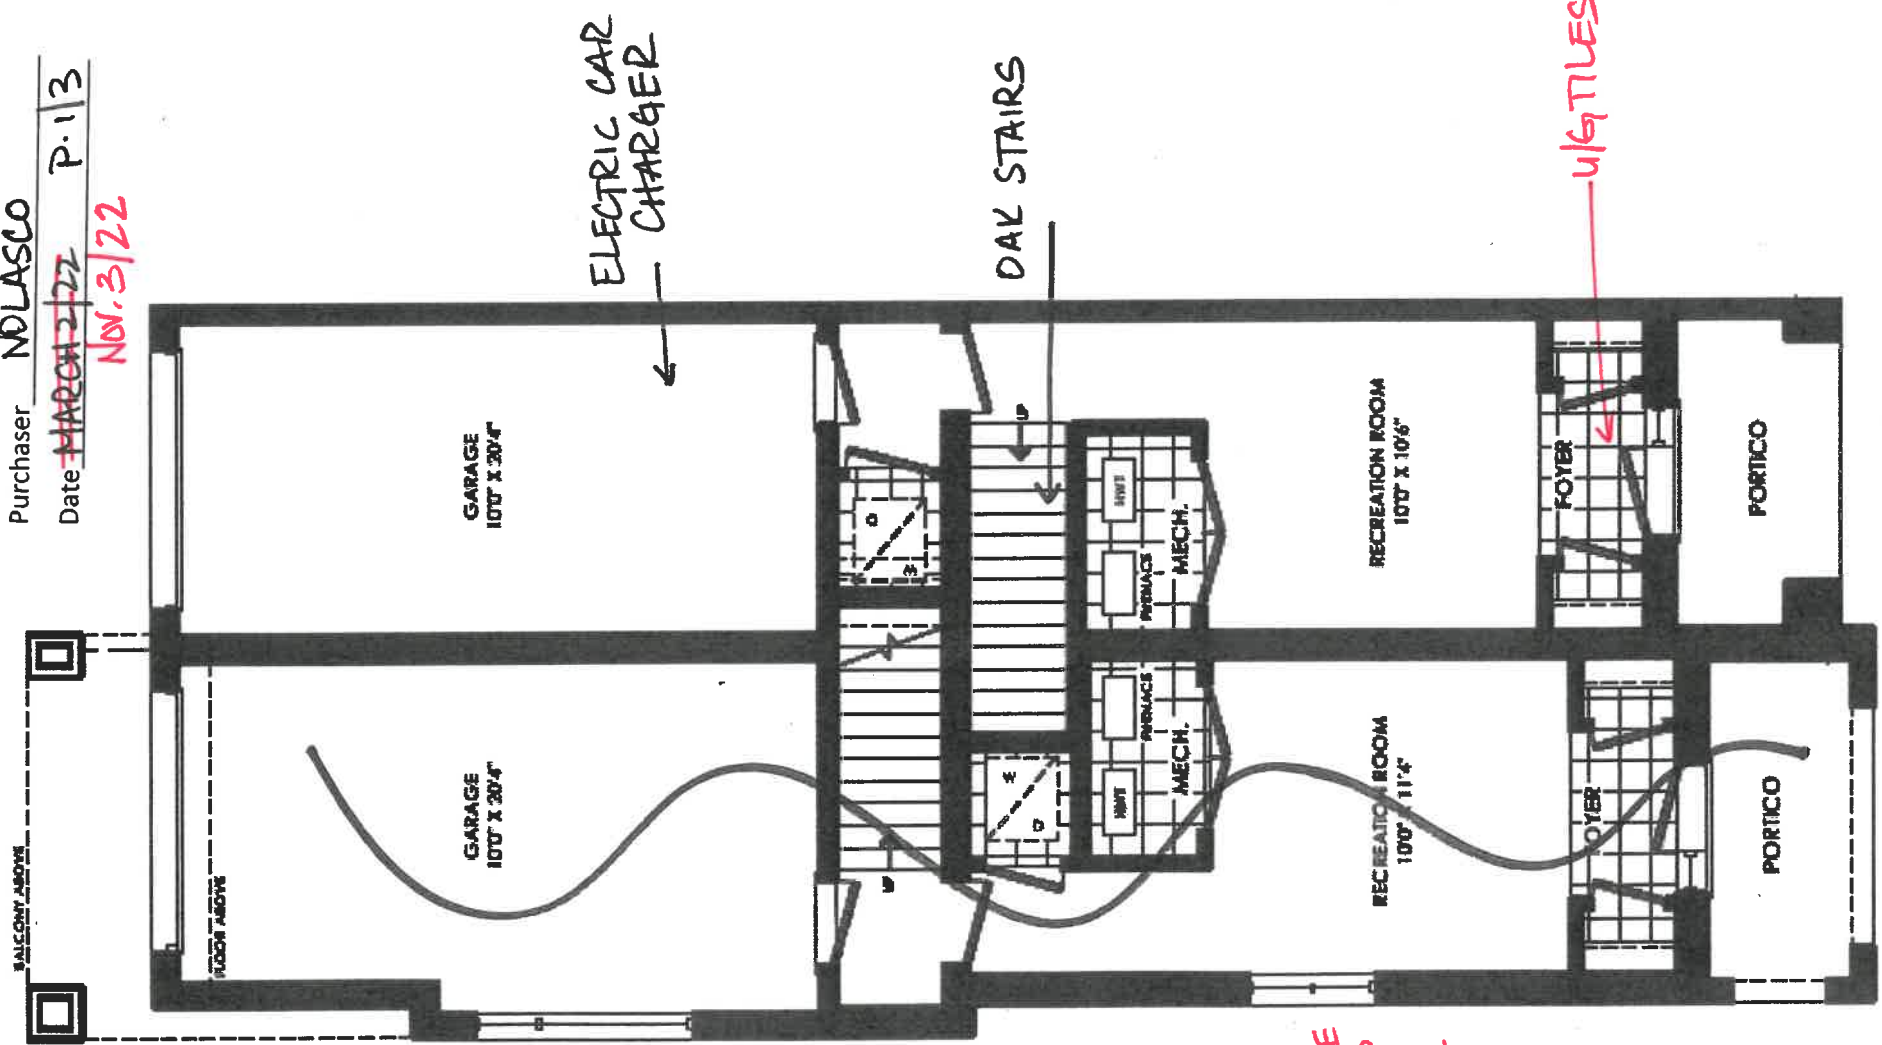 Purchaser NOLASCO
Date MARCH 2/22 P.1/3
Nov. 3/22
ELECTRIC CAR
CHARGER
OAK STAIRS
U/G TILES
BALCONY ABOVE
FLOOR ABOVE
GARAGE
10'0" X 20'4"
GARAGE
10'0" X 20'4"
UP
D
W
UP
W
D
HWT
FURNACE
MECH.
FURNACE
HWT
MECH.
RECREATION ROOM
10'0" X 10'6"
RECREATION ROOM
10'0" X 11'4"
FOYER
FOYER
PORTICO
PORTICO